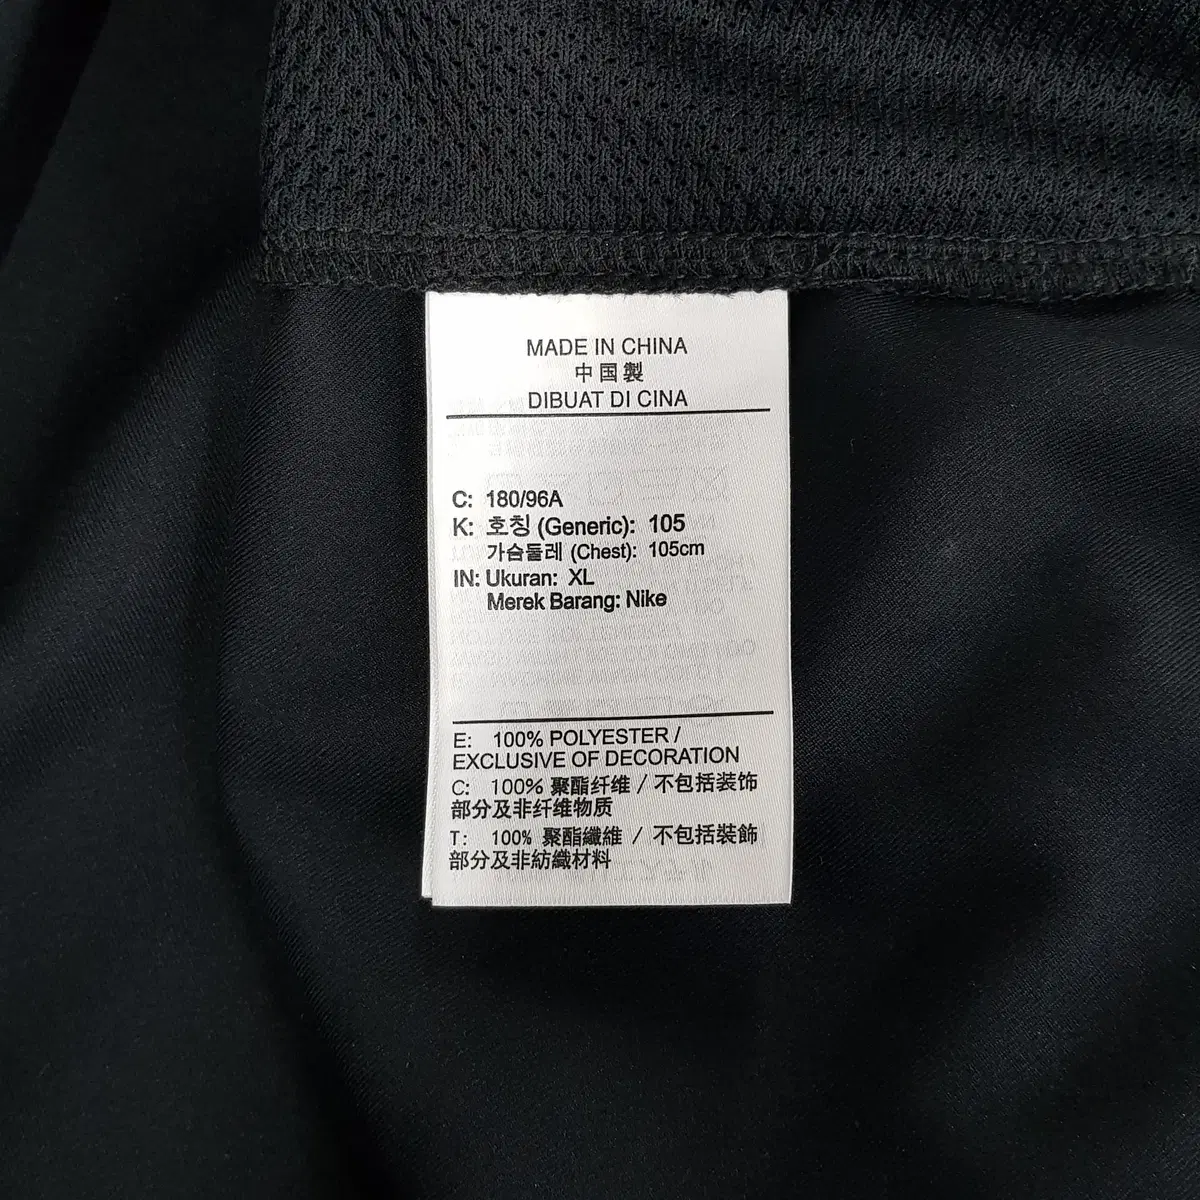 MADE IN CHINA
中国製
DIBUAT DI CINA
C: 180/96A
K: 호칭 (Generic): 105
가슴둘레 (Chest): 105cm
IN: Ukuran: XL
Merek Barang: Nike
E: 100% POLYESTER /
EXCLUSIVE OF DECORATION
C: 100% 聚酯纤维 / 不包括装饰
部分及非纤维物质
T: 100% 聚酯纖維 / 不包括裝飾
部分及非紡織材料